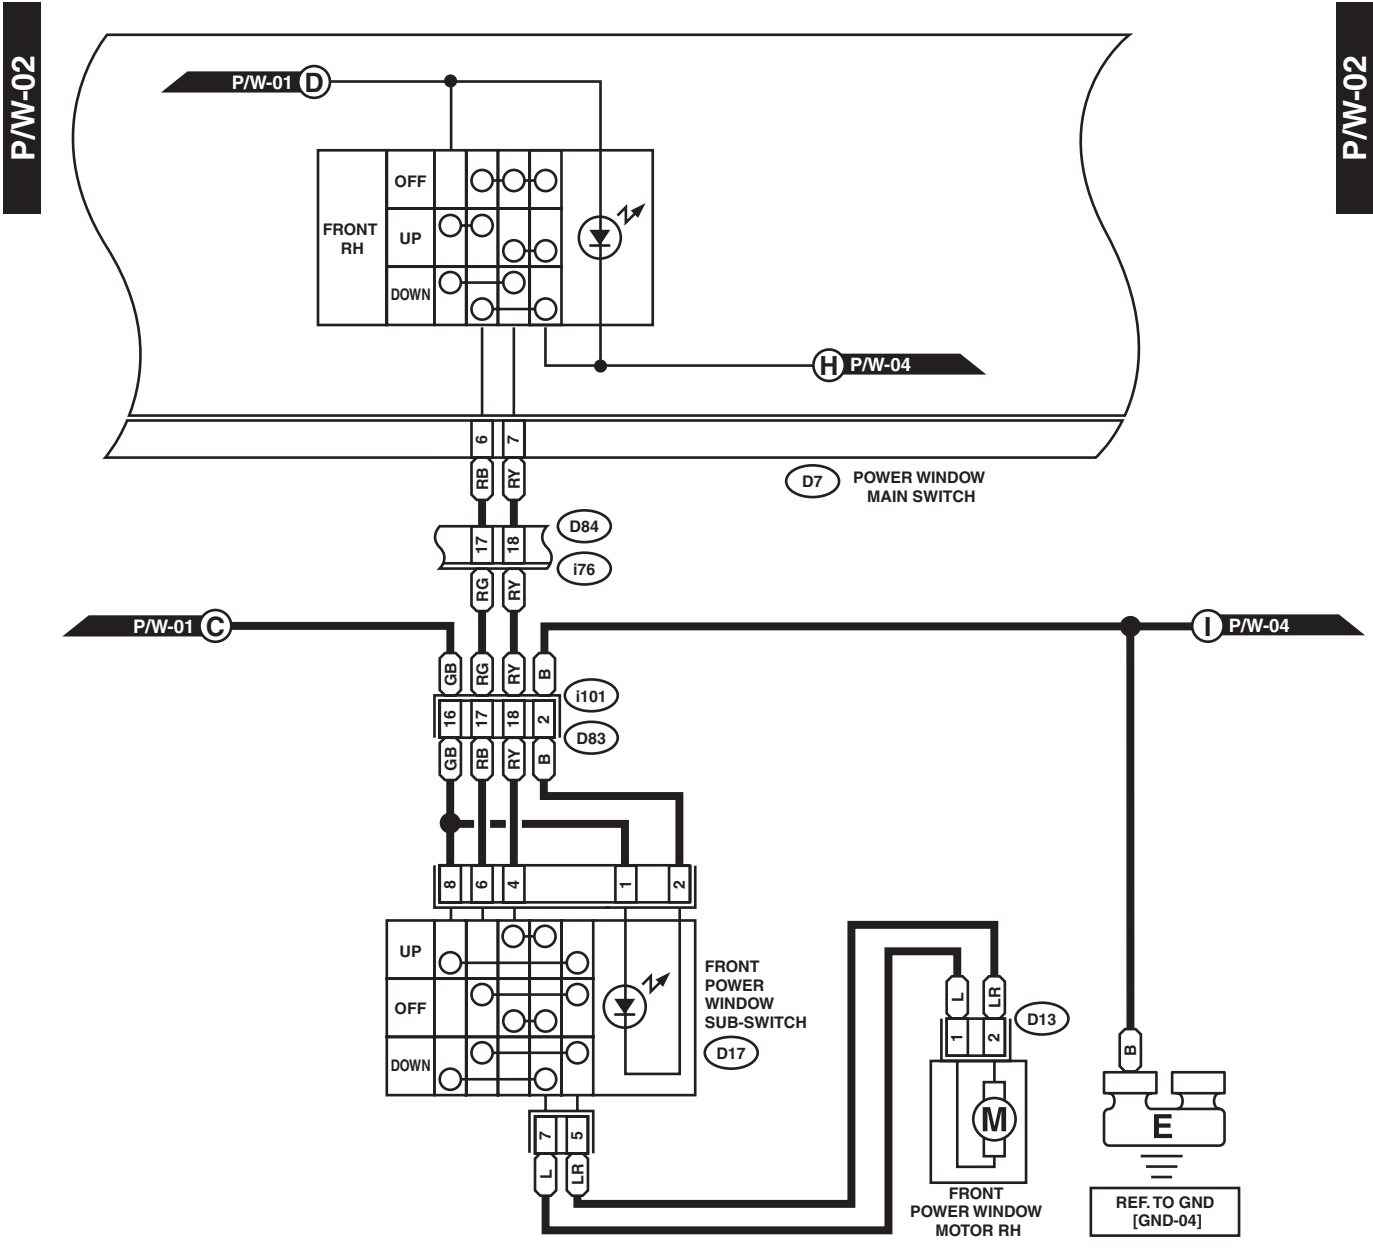 P/W-02
P/W-02
P/W-01 D
FRONT
RH
OFF
UP
DOWN
H P/W-04
6 7
RB RY
D7 POWER WINDOW
MAIN SWITCH
D84
17 18
i76
RG RY
P/W-01 C
I P/W-04
GB RG RY B
i101
16 17 18 2
D83
GB RB RY B
8 6 4 1 2
UP
OFF
DOWN
FRONT
POWER
WINDOW
SUB-SWITCH
D17
L LR
D13
1 2
M
B
E
7 5
L LR
FRONT
POWER WINDOW
MOTOR RH
REF. TO GND
[GND-04]